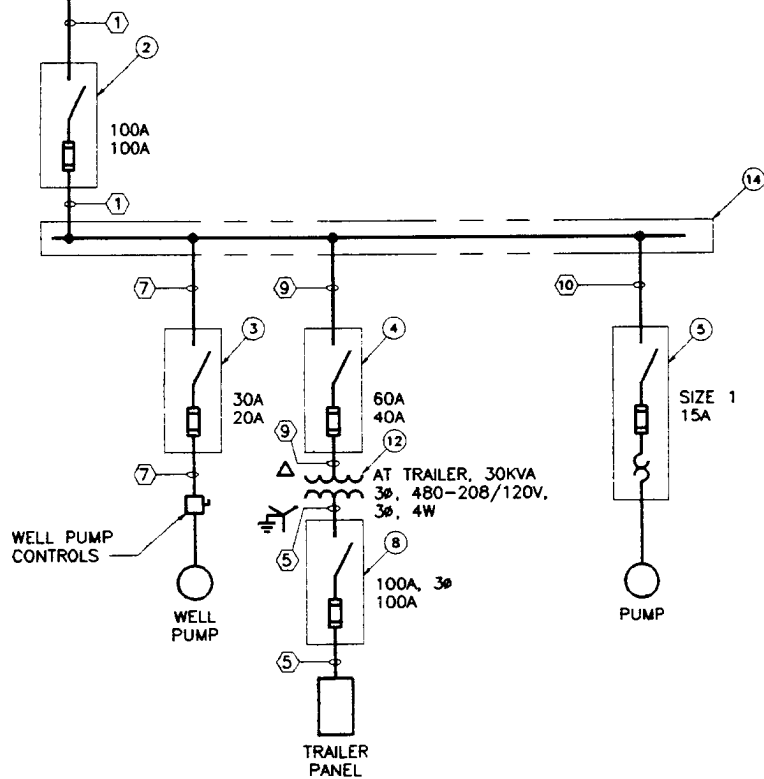 1
2
100A
100A
1
14
7
9
10
3
4
5
30A
20A
60A
40A
SIZE 1
15A
9
12
7
AT TRAILER, 30KVA
3ø, 480-208/120V,
3ø, 4W
WELL PUMP
CONTROLS
5
8
100A, 3ø
100A
WELL
PUMP
PUMP
5
TRAILER
PANEL